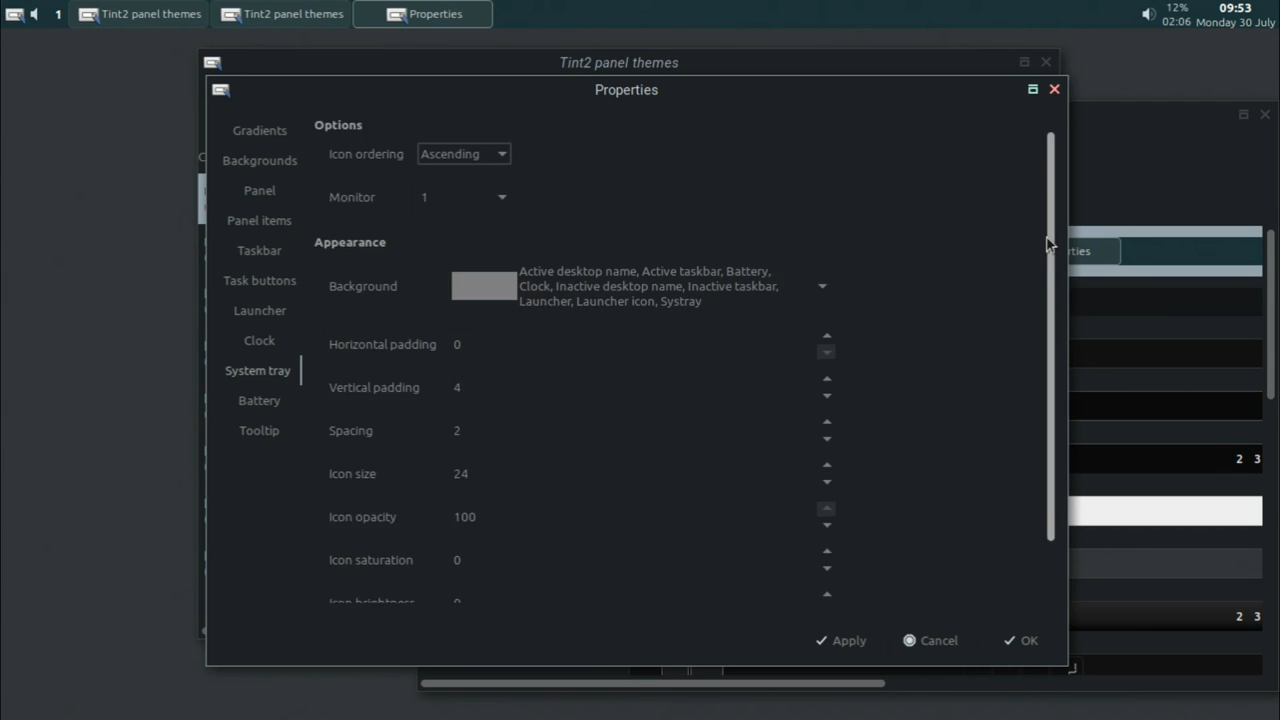 1
Tint2 panel themes
Tint2 panel themes
Properties
12%
02:06
09:53
Monday 30 July
Tint2 panel themes
Properties
Gradients
Backgrounds
Panel
Panel items
Taskbar
Task buttons
Launcher
Clock
System tray
Battery
Tooltip
Options
Icon ordering
Ascending
Monitor
1
Appearance
Background
Active desktop name, Active taskbar, Battery,
Clock, Inactive desktop name, Inactive taskbar,
Launcher, Launcher icon, Systray
Horizontal padding
0
Vertical padding
4
Spacing
2
Icon size
24
Icon opacity
100
Icon saturation
0
Icon brightness
0
Apply
Cancel
OK
rties
2 3
2 3